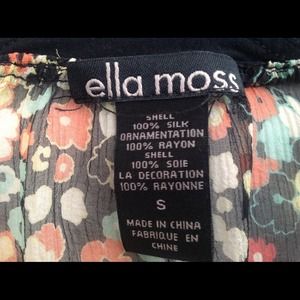 ella moss
SHELL
100% SILK
ORNAMENTATION
100% RAYON
SHELL
100% SOIE
LA DECORATION
100% RAYONNE
S
MADE IN CHINA
FABRIQUE EN
CHINE